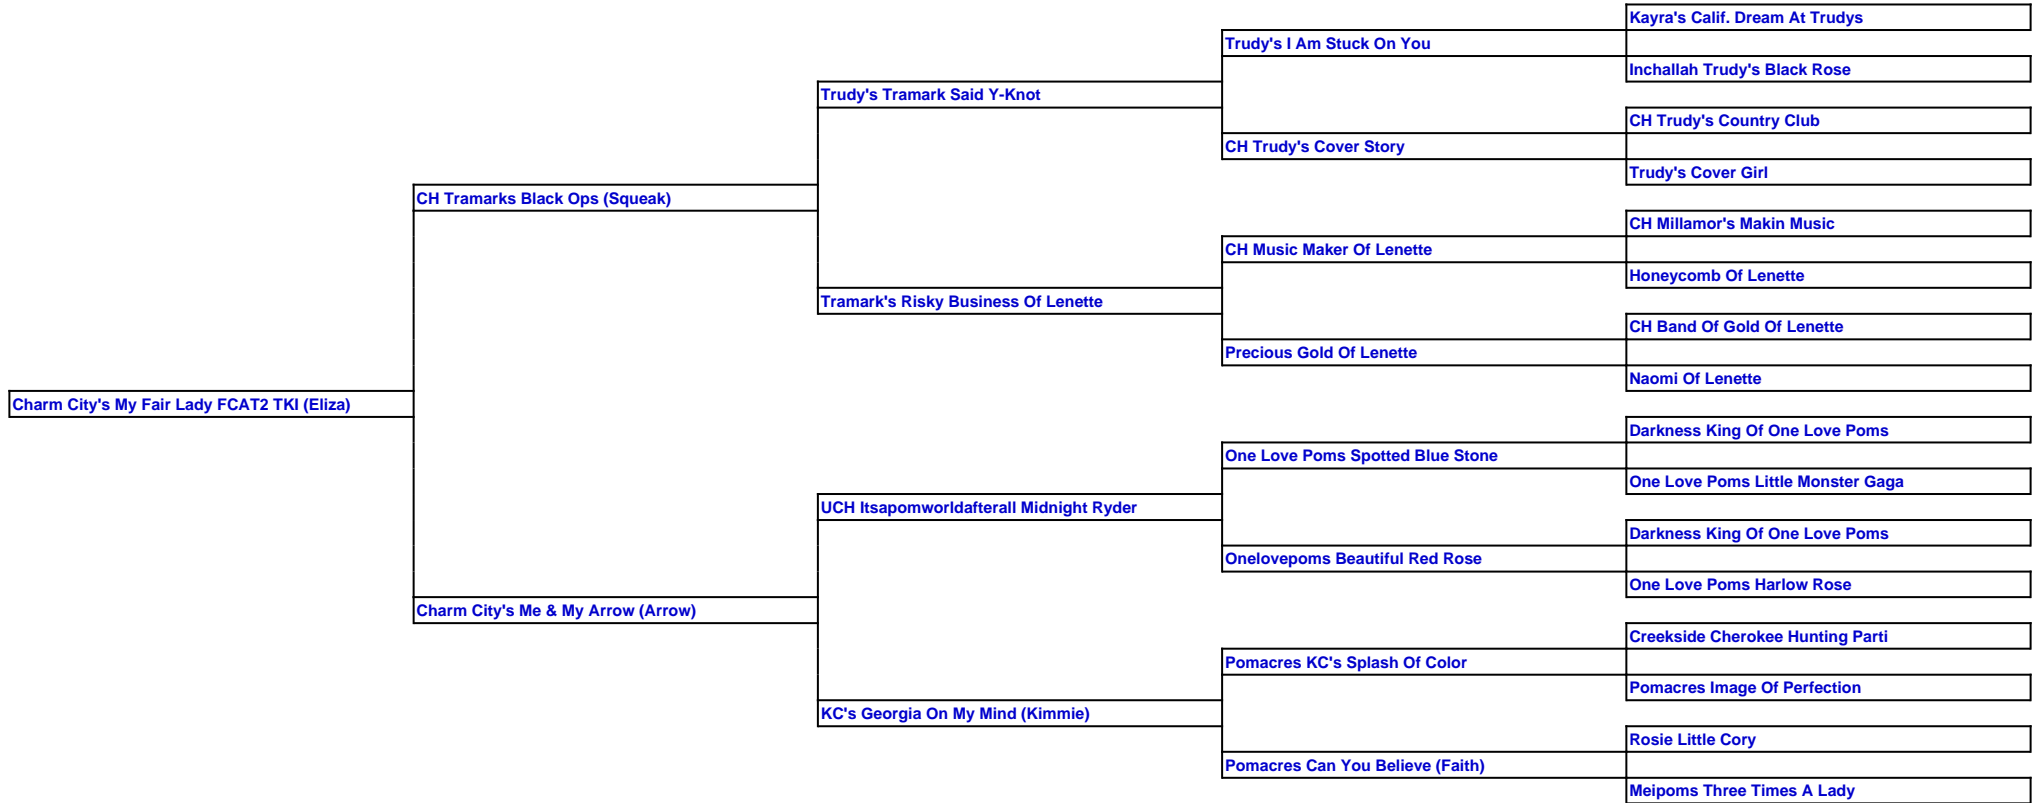 Kayra's Calif. Dream At Trudys
Trudy's I Am Stuck On You
Inchallah Trudy's Black Rose
Trudy's Tramark Said Y-Knot
CH Trudy's Country Club
CH Trudy's Cover Story
Trudy's Cover Girl
CH Tramarks Black Ops (Squeak)
CH Millamor's Makin Music
CH Music Maker Of Lenette
Honeycomb Of Lenette
Tramark's Risky Business Of Lenette
CH Band Of Gold Of Lenette
Precious Gold Of Lenette
Naomi Of Lenette
Charm City's My Fair Lady FCAT2 TKI (Eliza)
Darkness King Of One Love Poms
One Love Poms Spotted Blue Stone
One Love Poms Little Monster Gaga
UCH Itsapomworldafterall Midnight Ryder
Darkness King Of One Love Poms
Onelovepoms Beautiful Red Rose
One Love Poms Harlow Rose
Charm City's Me & My Arrow (Arrow)
Creekside Cherokee Hunting Parti
Pomacres KC's Splash Of Color
Pomacres Image Of Perfection
KC's Georgia On My Mind (Kimmie)
Rosie Little Cory
Pomacres Can You Believe (Faith)
Meipoms Three Times A Lady